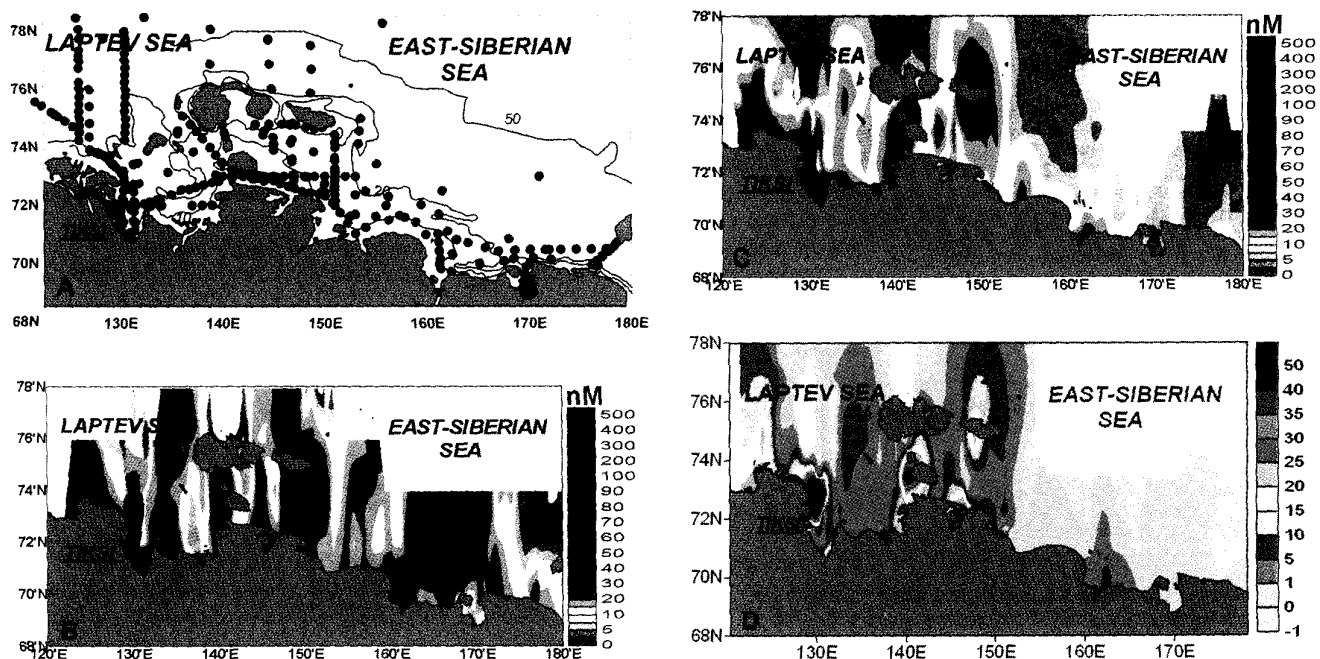 78N
76N
74N
72N
70N
68N
LAPTEV SEA
EAST-SIBERIAN
SEA
50
20
10
TIKSI
A
130E
140E
150E
160E
170E
180E
nM
78'N
76'N
74'N
72'N
70'N
68'N
LAPTEV SEA
EAST-SIBERIAN
SEA
TIKSI
C
120'E
130'E
140'E
150'E
160'E
170'E
180'E
500
400
300
200
100
90
80
70
60
50
40
30
20
10
5
0
nM
78'N
76'N
74'N
72'N
70'N
68'N
LAPTEV S
EAST-SIBERIAN
SEA
TIKSI
B
120'E
130'E
140'E
150'E
160'E
170'E
180'E
500
400
300
200
100
90
80
70
60
50
40
30
20
10
5
0
78N
76N
74N
72N
70N
68N
LAPTEV SEA
EAST-SIBERIAN
SEA
TIKSI
D
130E
140E
150E
160E
170E
50
40
35
30
25
20
15
10
5
1
0
-1